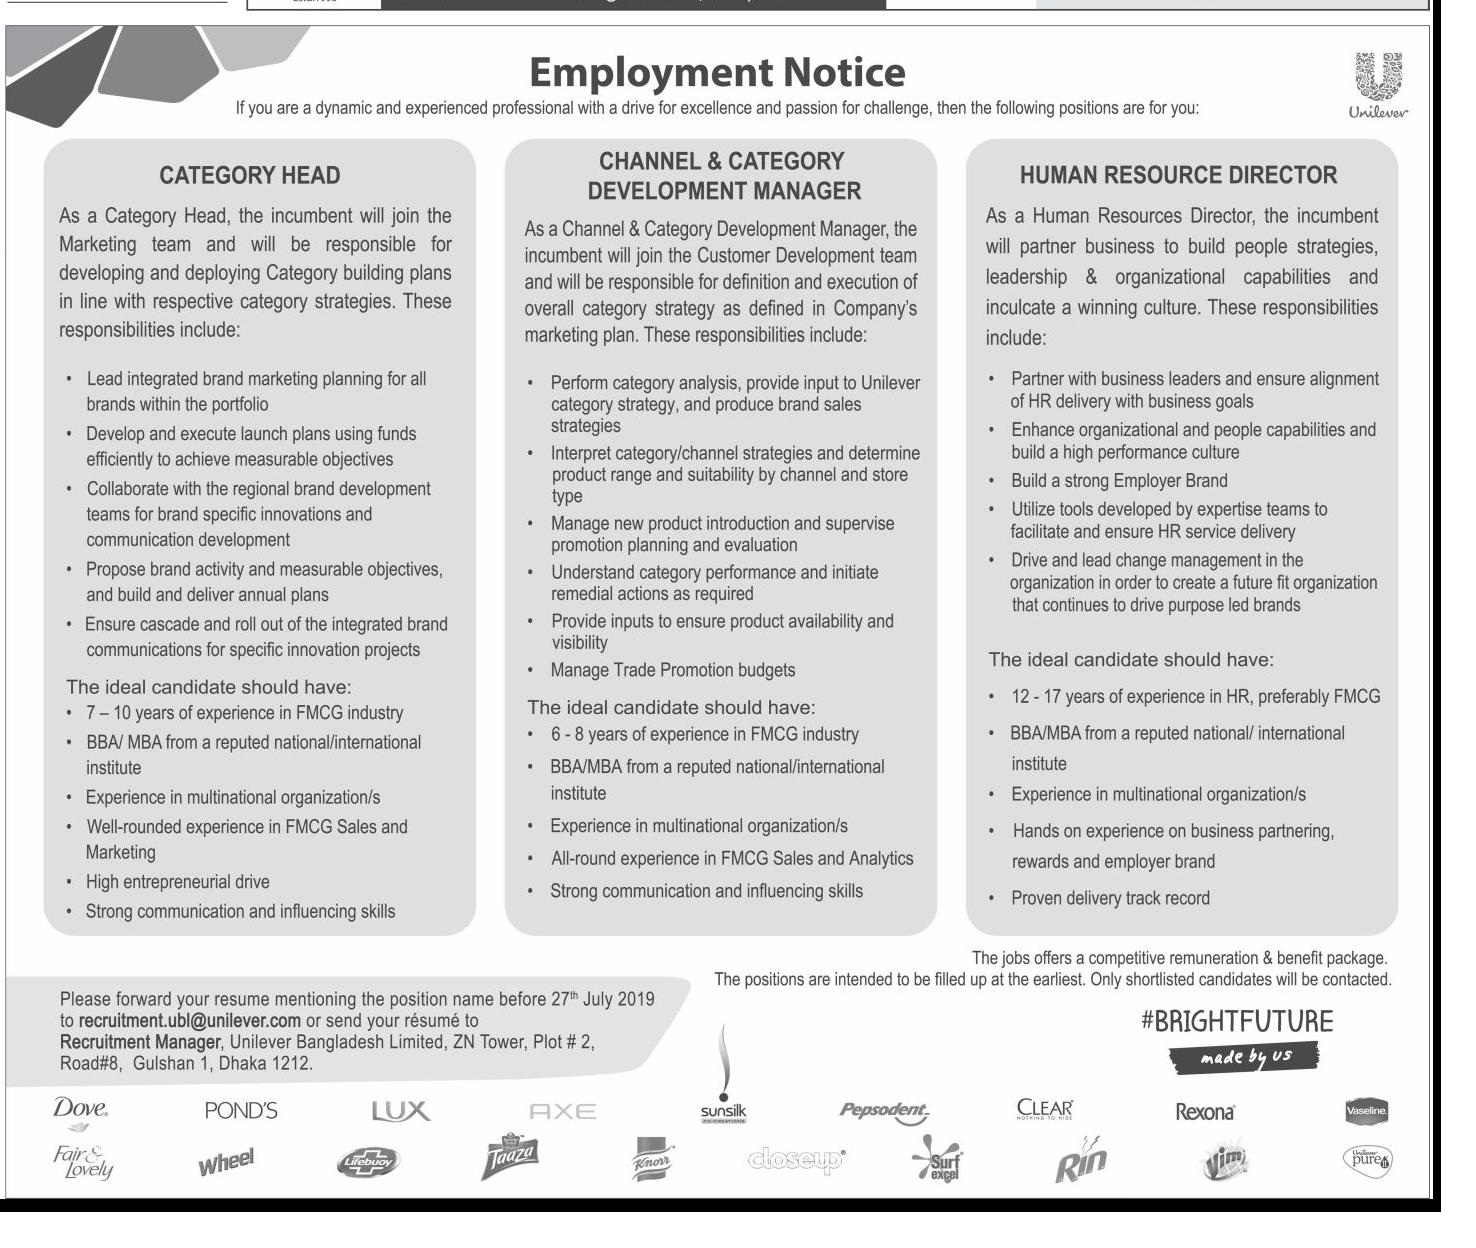 Employment Notice
If you are a dynamic and experienced professional with a drive for excellence and passion for challenge, then the following positions are for you:
Unilever
CATEGORY HEAD
As a Category Head, the incumbent will join the
Marketing team and will be responsible for
developing and deploying Category building plans
in line with respective category strategies. These
responsibilities include:
• Lead integrated brand marketing planning for all
brands within the portfolio
• Develop and execute launch plans using funds
efficiently to achieve measurable objectives
• Collaborate with the regional brand development
teams for brand specific innovations and
communication development
• Propose brand activity and measurable objectives,
and build and deliver annual plans
• Ensure cascade and roll out of the integrated brand
communications for specific innovation projects
The ideal candidate should have:
• 7 – 10 years of experience in FMCG industry
• BBA/ MBA from a reputed national/international
institute
• Experience in multinational organization/s
• Well-rounded experience in FMCG Sales and
Marketing
• High entrepreneurial drive
• Strong communication and influencing skills
CHANNEL & CATEGORY
DEVELOPMENT MANAGER
As a Channel & Category Development Manager, the
incumbent will join the Customer Development team
and will be responsible for definition and execution of
overall category strategy as defined in Company's
marketing plan. These responsibilities include:
• Perform category analysis, provide input to Unilever
category strategy, and produce brand sales
strategies
• Interpret category/channel strategies and determine
product range and suitability by channel and store
type
• Manage new product introduction and supervise
promotion planning and evaluation
• Understand category performance and initiate
remedial actions as required
• Provide inputs to ensure product availability and
visibility
• Manage Trade Promotion budgets
The ideal candidate should have:
• 6 - 8 years of experience in FMCG industry
• BBA/MBA from a reputed national/international
institute
• Experience in multinational organization/s
• All-round experience in FMCG Sales and Analytics
• Strong communication and influencing skills
HUMAN RESOURCE DIRECTOR
As a Human Resources Director, the incumbent
will partner business to build people strategies,
leadership & organizational capabilities and
inculcate a winning culture. These responsibilities
include:
• Partner with business leaders and ensure alignment
of HR delivery with business goals
• Enhance organizational and people capabilities and
build a high performance culture
• Build a strong Employer Brand
• Utilize tools developed by expertise teams to
facilitate and ensure HR service delivery
• Drive and lead change management in the
organization in order to create a future fit organization
that continues to drive purpose led brands
The ideal candidate should have:
• 12 - 17 years of experience in HR, preferably FMCG
• BBA/MBA from a reputed national/ international
institute
• Experience in multinational organization/s
• Hands on experience on business partnering,
rewards and employer brand
• Proven delivery track record
The jobs offers a competitive remuneration & benefit package.
The positions are intended to be filled up at the earliest. Only shortlisted candidates will be contacted.
Please forward your resume mentioning the position name before 27th July 2019
to recruitment.ubl@unilever.com or send your résumé to
Recruitment Manager, Unilever Bangladesh Limited, ZN Tower, Plot # 2,
Road#8, Gulshan 1, Dhaka 1212.
#BRIGHTFUTURE
made by us
Dove
POND'S
LUX
AXE
sunsilk
CO-CREATIONS
Pepsodent
CLEAR
NOTHING TO HIDE
Rexona
Vaseline
Fair & Lovely
Wheel
Lifebuoy
Taaza
Knorr
closeup
Surf excel
Rin
Vim
Unilever
pureit